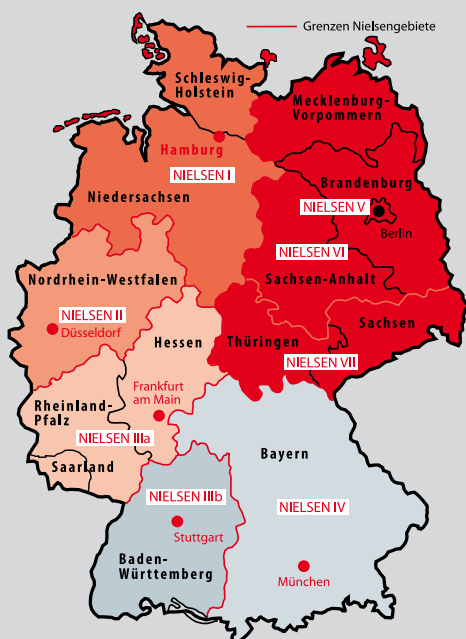 Grenzen Nielsengebiete
Schleswig-
Holstein
Mecklenburg-
Vorpommern
Hamburg
NIELSEN I
Niedersachsen
Brandenburg
NIELSEN V
Berlin
NIELSEN VI
Sachsen-Anhalt
Nordrhein-Westfalen
NIELSEN II
Düsseldorf
Hessen
Thüringen
Sachsen
NIELSEN VII
Frankfurt
am Main
Rheinland-
Pfalz
NIELSEN IIIa
Saarland
Bayern
NIELSEN IIIb
NIELSEN IV
Stuttgart
Baden-
Württemberg
München